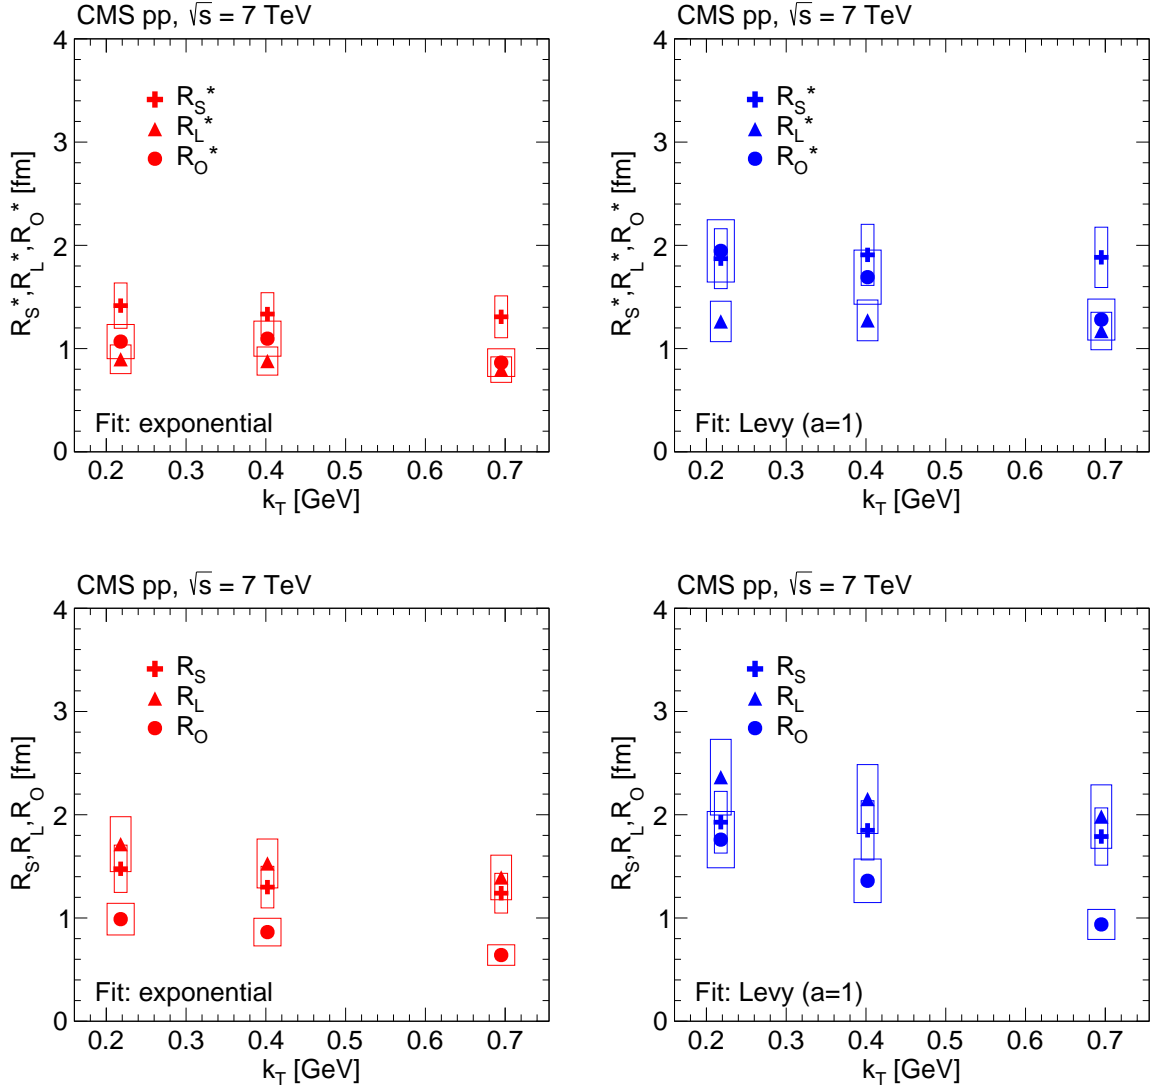 CMS pp, √s = 7 TeV
R_S*, R_L*, R_O* [fm]
4
3
2
1
0
R_S*
R_L*
R_O*
Fit: exponential
0.2 0.3 0.4 0.5 0.6 0.7
k_T [GeV]
CMS pp, √s = 7 TeV
R_S*, R_L*, R_O* [fm]
4
3
2
1
0
R_S*
R_L*
R_O*
Fit: Levy (a=1)
0.2 0.3 0.4 0.5 0.6 0.7
k_T [GeV]
CMS pp, √s = 7 TeV
R_S, R_L, R_O [fm]
4
3
2
1
0
R_S
R_L
R_O
Fit: exponential
0.2 0.3 0.4 0.5 0.6 0.7
k_T [GeV]
CMS pp, √s = 7 TeV
R_S, R_L, R_O [fm]
4
3
2
1
0
R_S
R_L
R_O
Fit: Levy (a=1)
0.2 0.3 0.4 0.5 0.6 0.7
k_T [GeV]